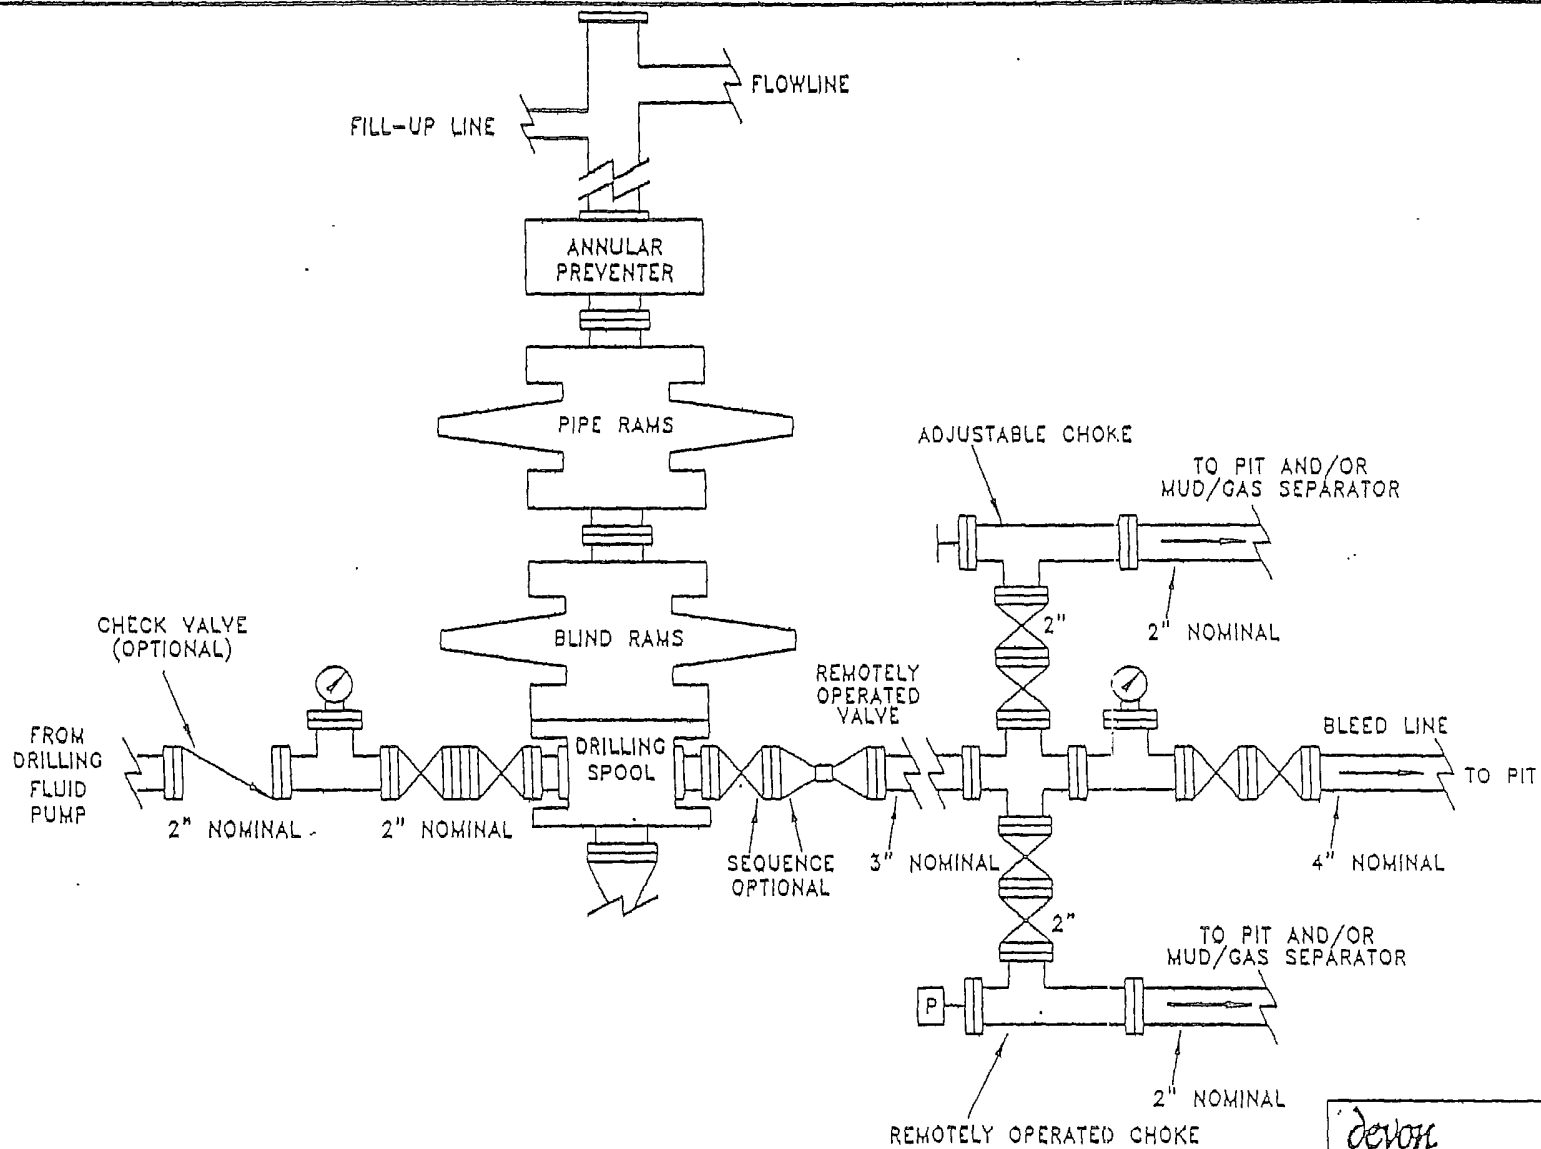 FLOWLINE
FILL-UP LINE
ANNULAR
PREVENTER
PIPE RAMS
ADJUSTABLE CHOKE
TO PIT AND/OR
MUD/GAS SEPARATOR
CHECK VALVE
(OPTIONAL)
BLIND RAMS
2"
2" NOMINAL
REMOTELY
OPERATED
VALVE
FROM
DRILLING
FLUID
PUMP
DRILLING
SPOOL
BLEED LINE
TO PIT
2" NOMINAL
2" NOMINAL
SEQUENCE
OPTIONAL
3" NOMINAL
4" NOMINAL
2"
TO PIT AND/OR
MUD/GAS SEPARATOR
P
2" NOMINAL
REMOTELY OPERATED CHOKE
devon